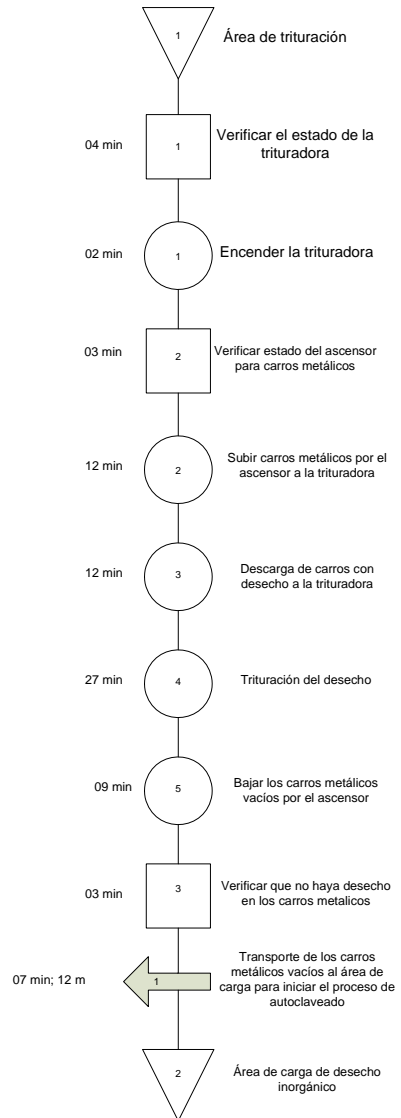 1
Área de trituración
04 min
1
Verificar el estado de la
trituradora
02 min
1
Encender la trituradora
03 min
2
Verificar estado del ascensor
para carros metálicos
12 min
2
Subir carros metálicos por el
ascensor a la trituradora
12 min
3
Descarga de carros con
desecho a la trituradora
27 min
4
Trituración del desecho
09 min
5
Bajar los carros metálicos
vacíos por el ascensor
03 min
3
Verificar que no haya desecho
en los carros metalicos
07 min; 12 m
1
Transporte de los carros
metálicos vacíos al área de
carga para iniciar el proceso de
autoclaveado
2
Área de carga de desecho
inorgánico